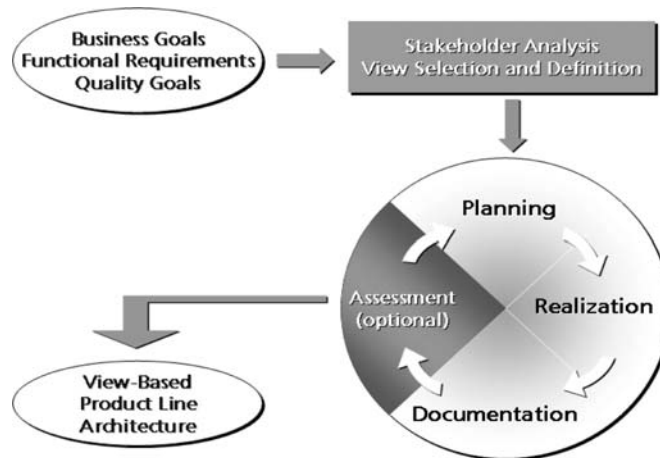 Business Goals
Functional Requirements
Quality Goals
Stakeholder Analysis
View Selection and Definition
Planning
Assessment
(optional)
Realization
Documentation
View-Based
Product Line
Architecture